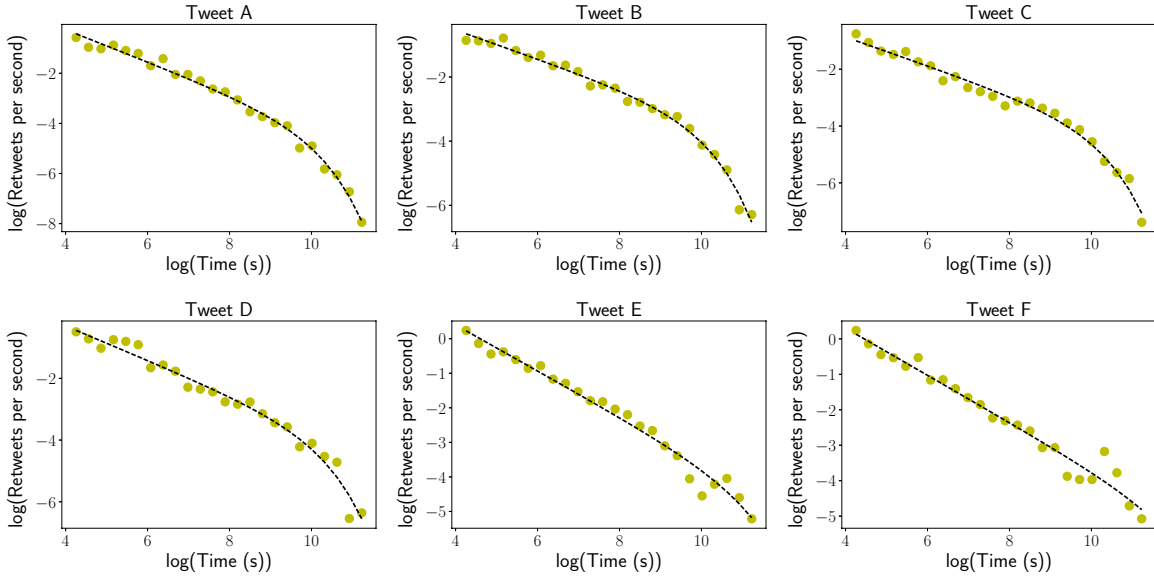 Tweet A
log(Retweets per second)
−2
−4
−6
−8
4 6 8 10
log(Time (s))
Tweet B
log(Retweets per second)
−2
−4
−6
4 6 8 10
log(Time (s))
Tweet C
log(Retweets per second)
−2
−4
−6
4 6 8 10
log(Time (s))
Tweet D
log(Retweets per second)
−2
−4
−6
4 6 8 10
log(Time (s))
Tweet E
log(Retweets per second)
0
−1
−2
−3
−4
−5
4 6 8 10
log(Time (s))
Tweet F
log(Retweets per second)
0
−1
−2
−3
−4
−5
4 6 8 10
log(Time (s))